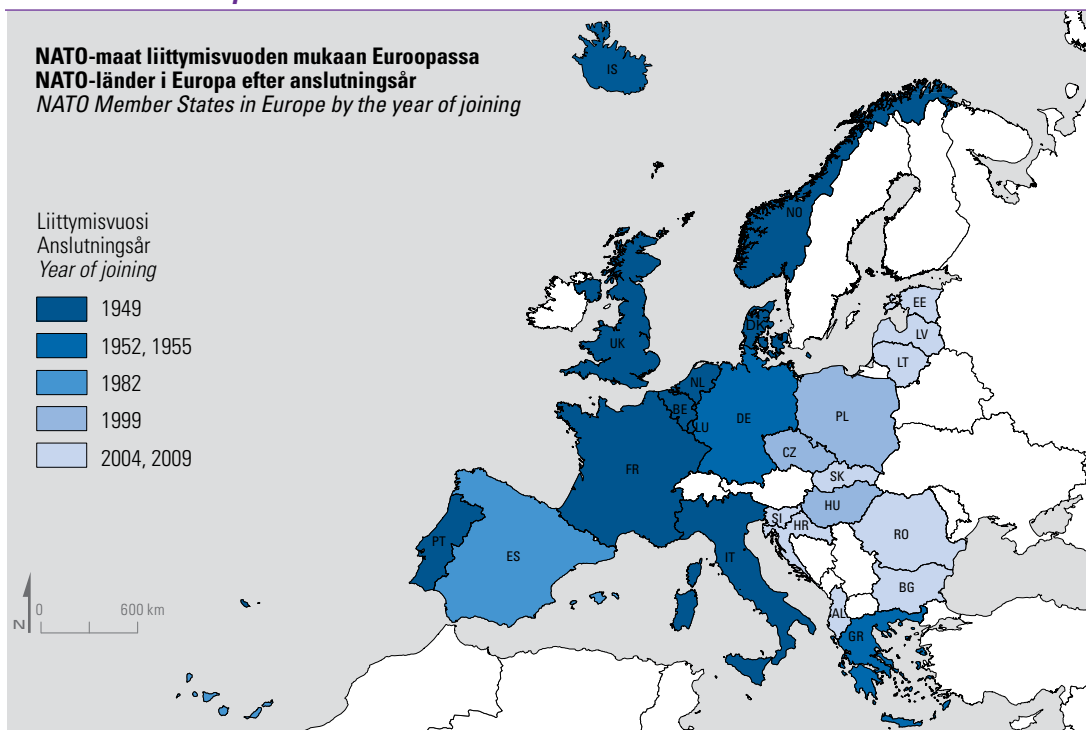 NATO-maat liittymisvuoden mukaan Euroopassa
NATO-länder i Europa efter anslutningsår
NATO Member States in Europe by the year of joining
Liittymisvuosi
Anslutningsår
Year of joining
1949
1952, 1955
1982
1999
2004, 2009
IS
NO
EE
LV
LT
DK
UK
NL
BE
LU
DE
PL
CZ
SK
FR
HU
SI
HR
RO
PT
ES
IT
BG
AL
GR
N
0 600 km